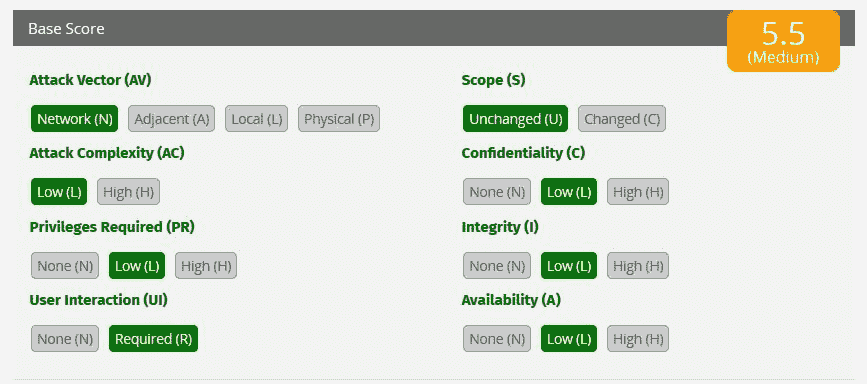 Base Score
5.5
(Medium)
Attack Vector (AV)
Network (N) Adjacent (A) Local (L) Physical (P)
Attack Complexity (AC)
Low (L) High (H)
Privileges Required (PR)
None (N) Low (L) High (H)
User Interaction (UI)
None (N) Required (R)
Scope (S)
Unchanged (U) Changed (C)
Confidentiality (C)
None (N) Low (L) High (H)
Integrity (I)
None (N) Low (L) High (H)
Availability (A)
None (N) Low (L) High (H)